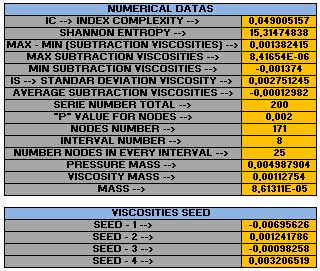 NUMERICAL DATAS
IC --> INDEX COMPLEXITY --> 0,049005157
SHANNON ENTROPY --> 15,31474838
MAX - MIN (SUBTRACTION VISCOSITIES) --> 0,001382415
MAX SUBTRACTION VISCOSITIES --> 8,41654E-06
MIN SUBTRACTION VISCOSITIES --> -0,001374
IS --> STANDAR DEVIATION VISCOSITY --> 0,002751245
AVERAGE SUBTRACTION VISCOSITIES --> -0,00012982
SERIE NUMBER TOTAL --> 200
"P" VALUE FOR NODES --> 0,002
NODES NUMBER --> 171
INTERVAL NUMBER --> 8
NUMBER NODES IN EVERY INTERVAL --> 25
PRESSURE MASS --> 0,004987904
VISCOSITY MASS --> 0,00112754
MASS --> 8,61311E-05
VISCOSITIES SEED
SEED - 1 --> -0,00695626
SEED - 2 --> 0,001241786
SEED - 3 --> -0,00098258
SEED - 4 --> 0,003206519